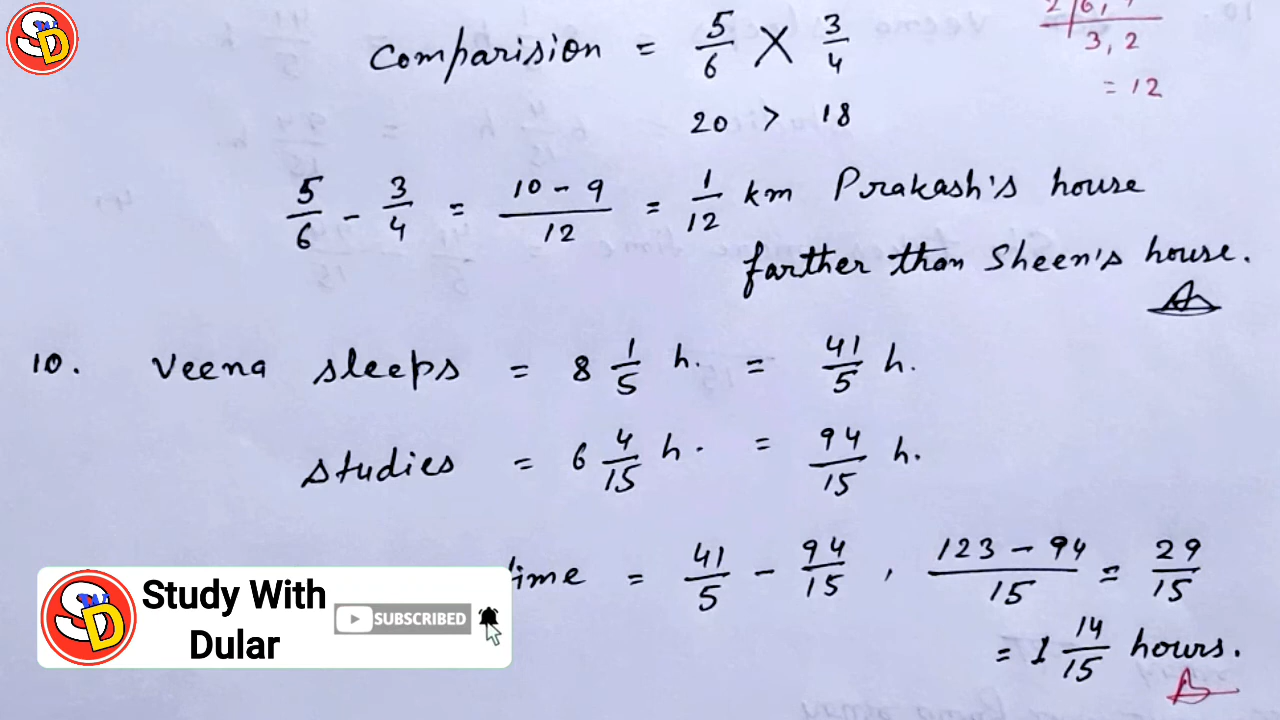 SD
Comparision = 5/6 X 3/4
3, 2
= 12
20 > 18
5/6 - 3/4 = 10 - 9/12 = 1/12 km Prakash's house
farther than Sheen's house.
10. Veena sleeps = 8 1/5 h. = 41/5 h.
studies = 6 4/15 h. = 94/15 h.
time = 41/5 - 94/15 , 123 - 94/15 = 29/15
= 1 14/15 hours.
SD
Study With
Dular
SUBSCRIBED